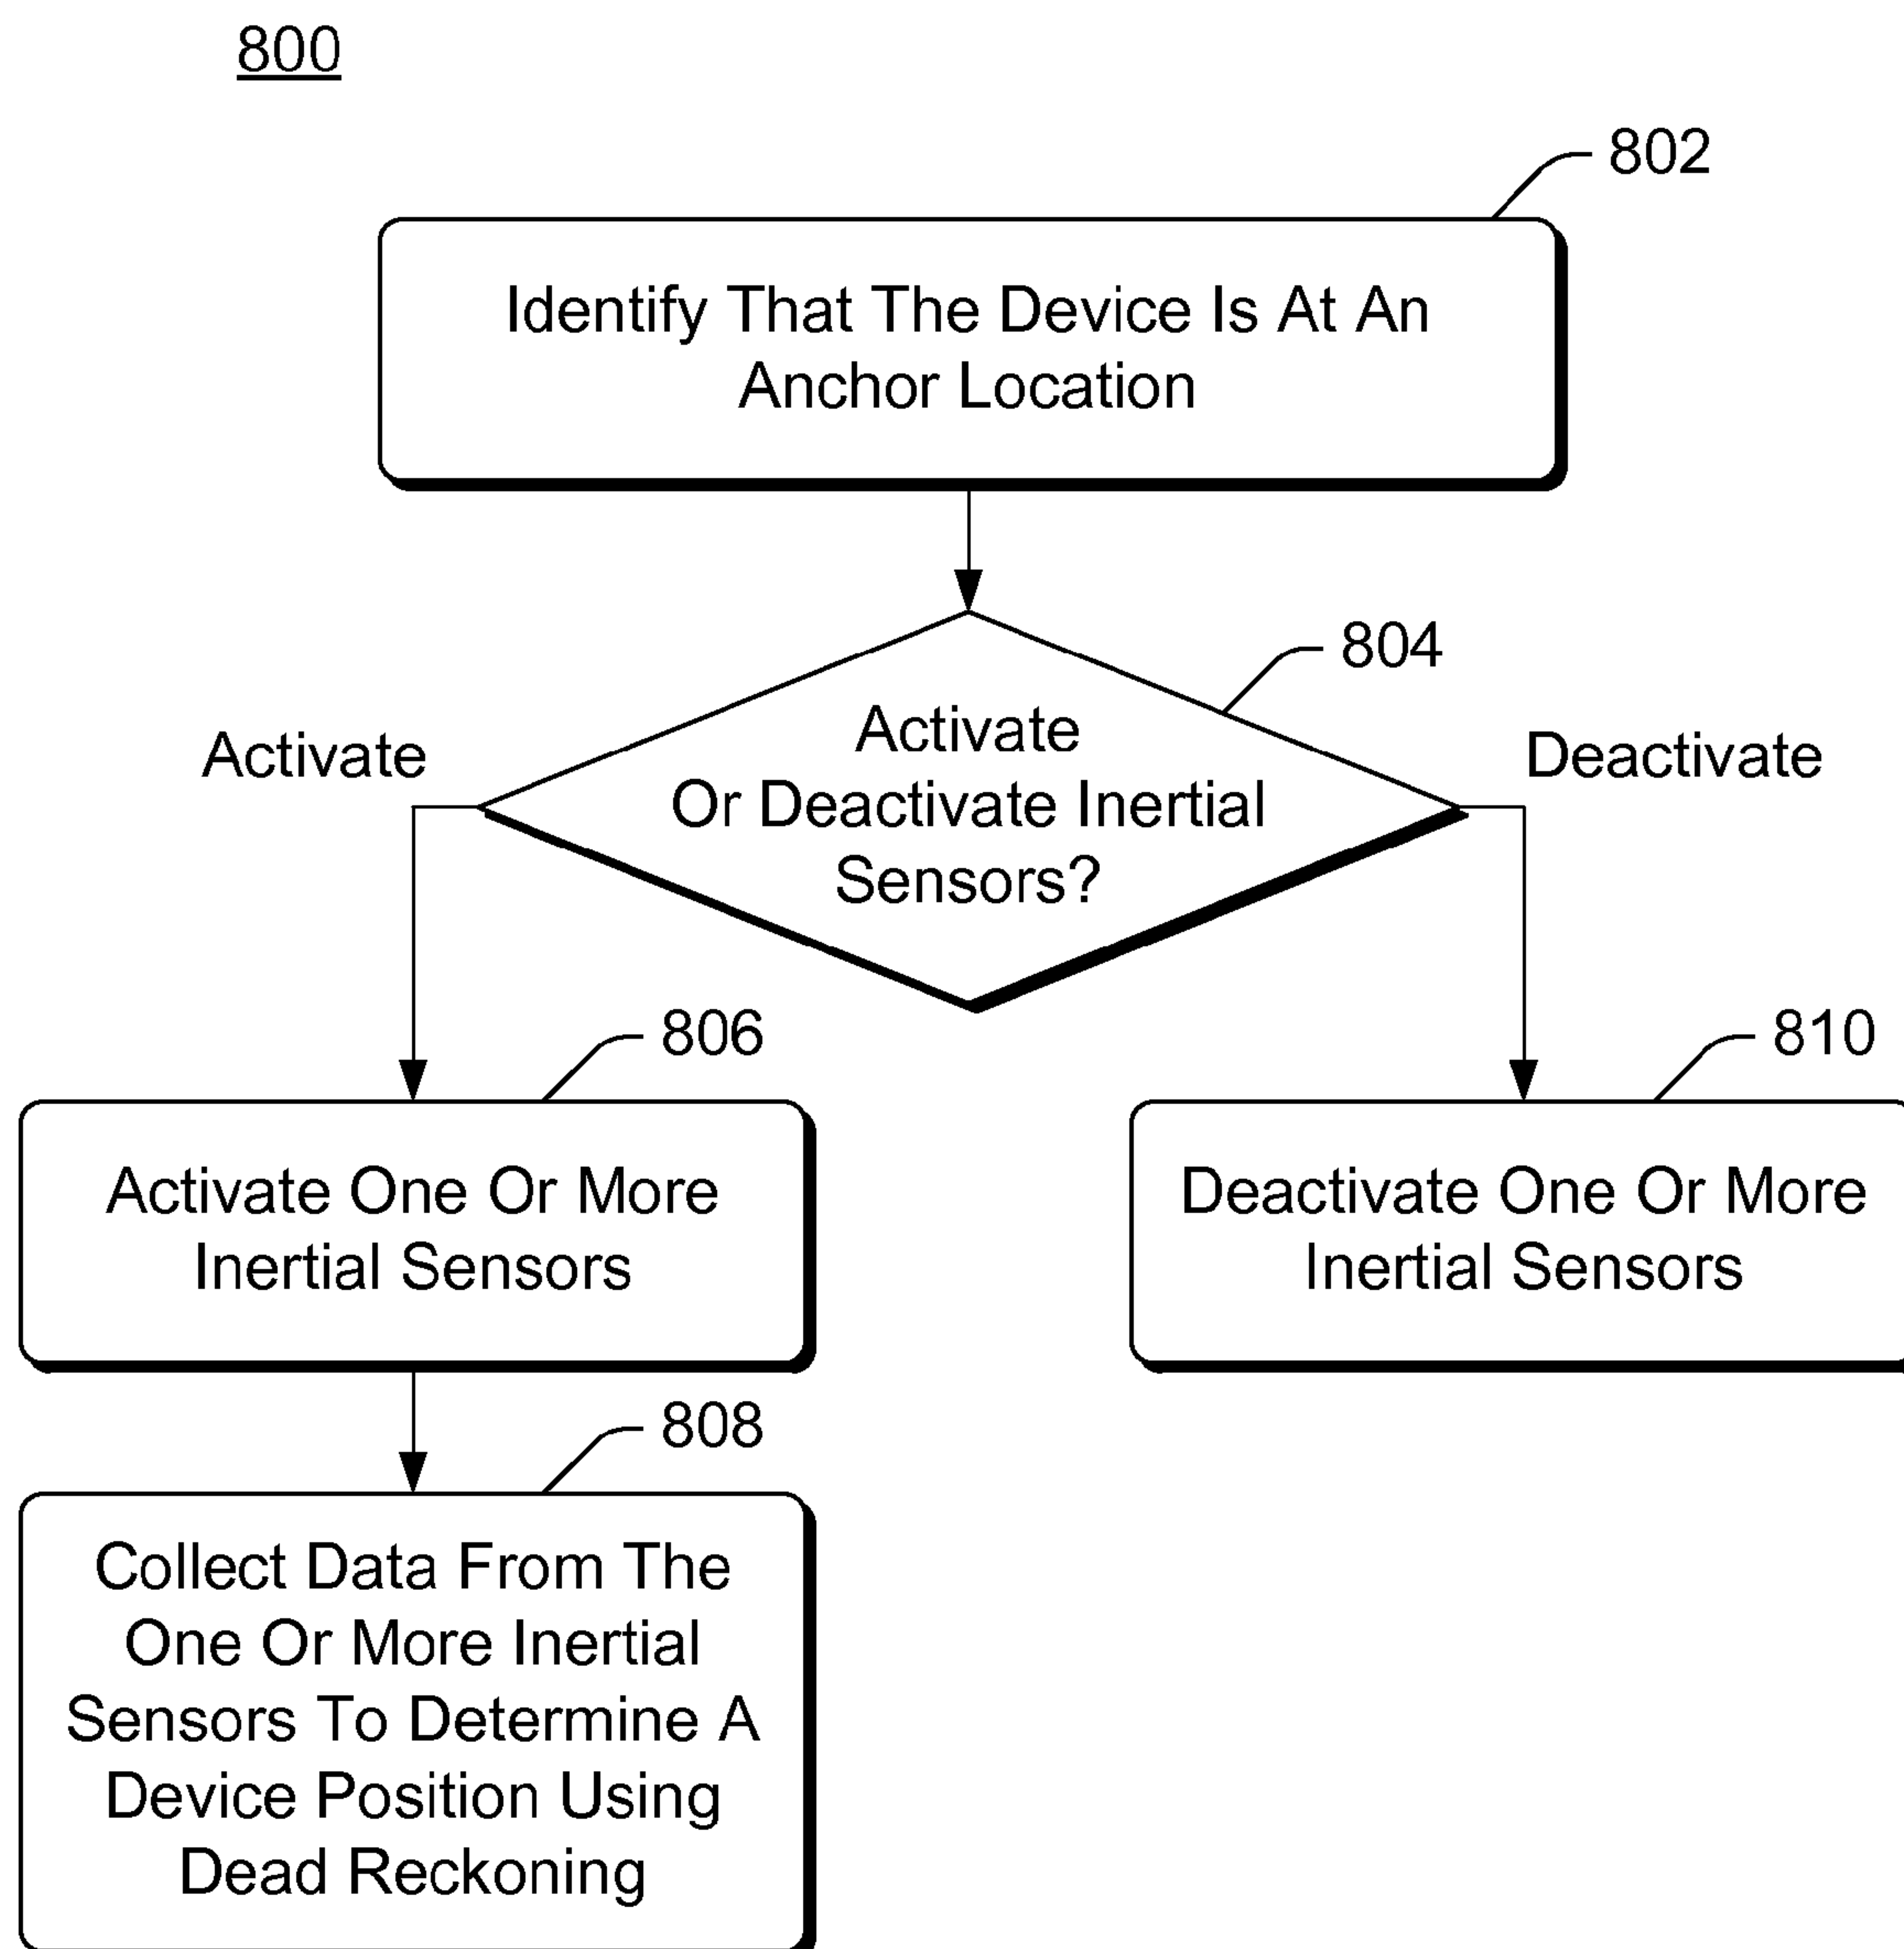 800
802
Identify That The Device Is At An
Anchor Location
804
Activate
Or Deactivate Inertial
Sensors?
Activate
Deactivate
806
Activate One Or More
Inertial Sensors
810
Deactivate One Or More
Inertial Sensors
808
Collect Data From The
One Or More Inertial
Sensors To Determine A
Device Position Using
Dead Reckoning